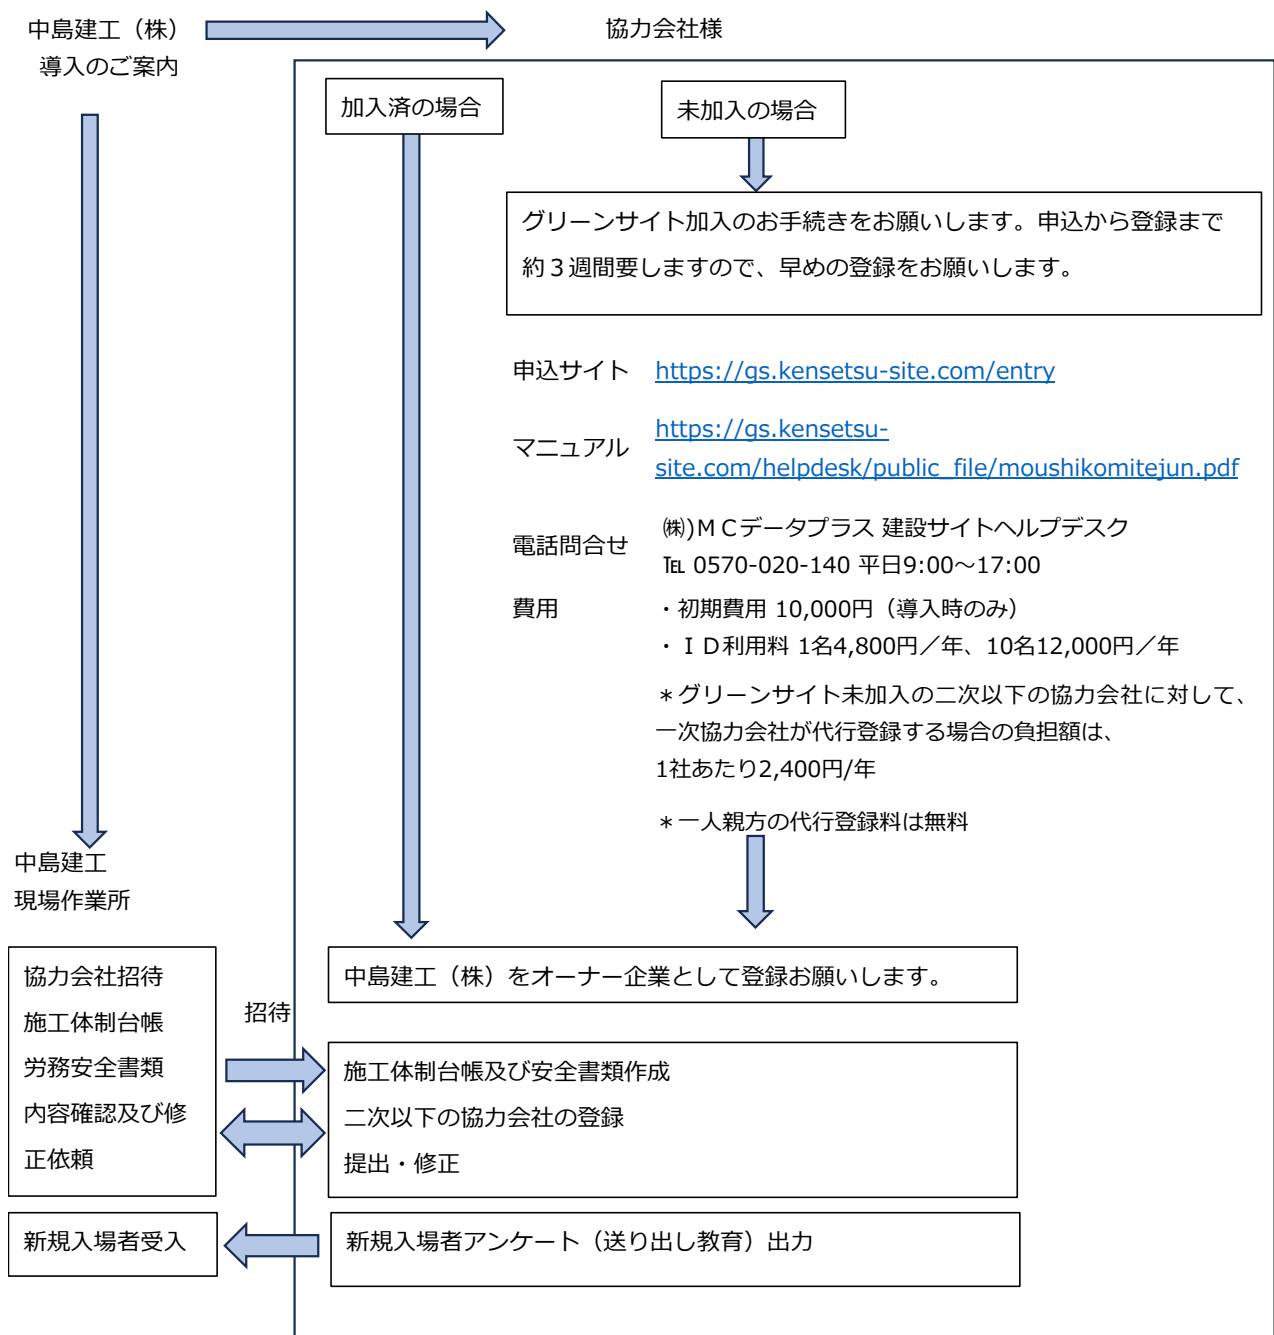 中島建工（株）
導入のご案内
協力会社様
加入済の場合
未加入の場合
グリーンサイト加入のお手続きをお願いします。申込から登録まで
約３週間要しますので、早めの登録をお願いします。
申込サイト https://gs.kensetsu-site.com/entry
マニュアル
https://gs.kensetsu-
site.com/helpdesk/public_file/moushikomitejun.pdf
電話問合せ
㈱)ＭＣデータプラス 建設サイトヘルプデスク
℡ 0570-020-140 平日9:00～17:00
費用
・初期費用 10,000円（導入時のみ）
・ＩＤ利用料 1名4,800円／年、10名12,000円／年
＊グリーンサイト未加入の二次以下の協力会社に対して、
一次協力会社が代行登録する場合の負担額は、
1社あたり2,400円/年
＊一人親方の代行登録料は無料
中島建工
現場作業所
協力会社招待
施工体制台帳
労務安全書類
内容確認及び修
正依頼
招待
中島建工（株）をオーナー企業として登録お願いします。
施工体制台帳及び安全書類作成
二次以下の協力会社の登録
提出・修正
新規入場者受入
新規入場者アンケート（送り出し教育）出力